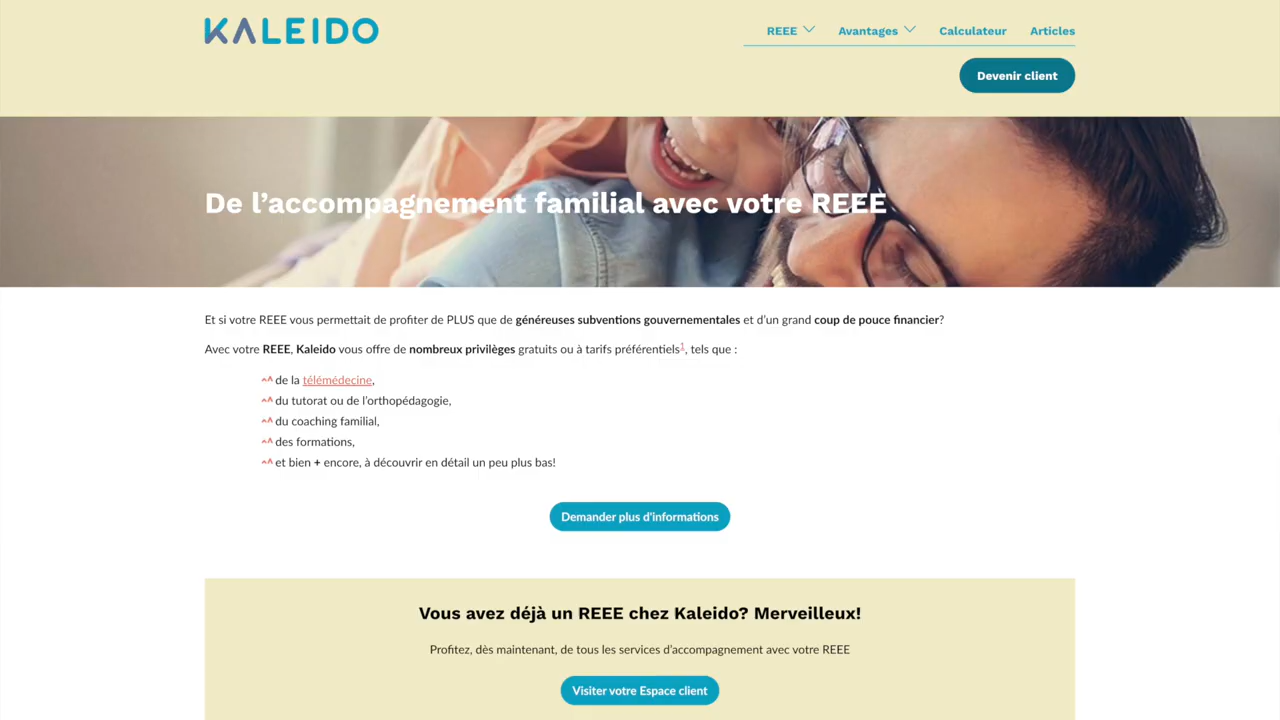 KALEIDO
REEE
Avantages
Calculateur
Articles
Devenir client
De l’accompagnement familial avec votre REEE
Et si votre REEE vous permettait de profiter de PLUS que de généreuses subventions gouvernementales et d’un grand coup de pouce financier?
Avec votre REEE, Kaleido vous offre de nombreux privilèges gratuits ou à tarifs préférentiels1, tels que :
de la télémédecine,
du tutorat ou de l’orthopédagogie,
du coaching familial,
des formations,
et bien + encore, à découvrir en détail un peu plus bas!
Demander plus d'informations
Vous avez déjà un REEE chez Kaleido? Merveilleux!
Profitez, dès maintenant, de tous les services d’accompagnement avec votre REEE
Visiter votre Espace client